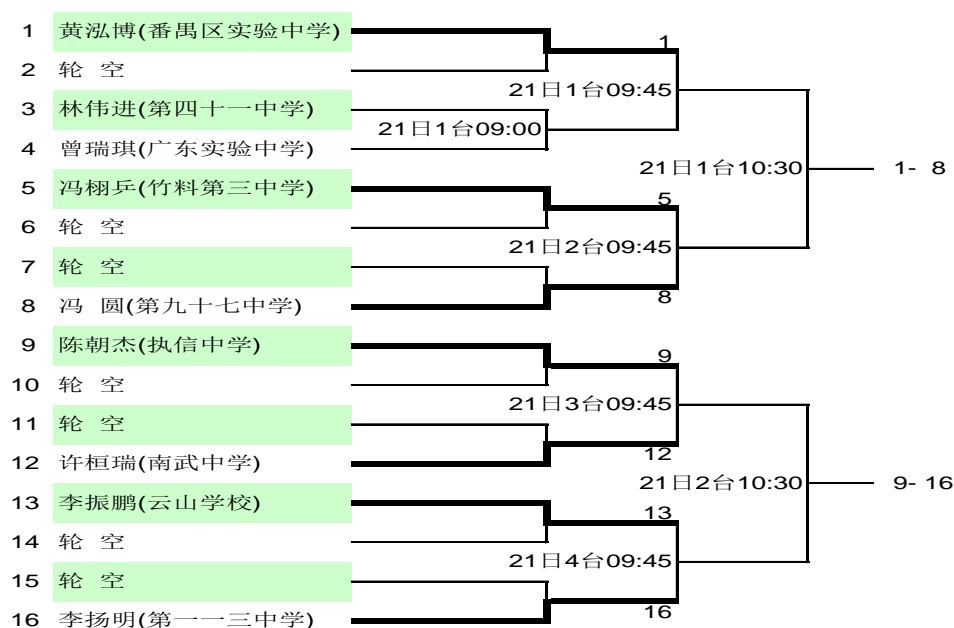 1 黄泓博(番禺区实验中学)
1
2 轮 空
21日1台09:45
3 林伟进(第四十一中学)
21日1台09:00
4 曾瑞琪(广东实验中学)
21日1台10:30
1- 8
5 冯栩乒(竹料第三中学)
5
6 轮 空
21日2台09:45
7 轮 空
8 冯 圆(第九十七中学)
8
9 陈朝杰(执信中学)
9
10 轮 空
21日3台09:45
11 轮 空
12 许桓瑞(南武中学)
12
21日2台10:30
9- 16
13 李振鹏(云山学校)
13
14 轮 空
21日4台09:45
15 轮 空
16 李扬明(第一一三中学)
16